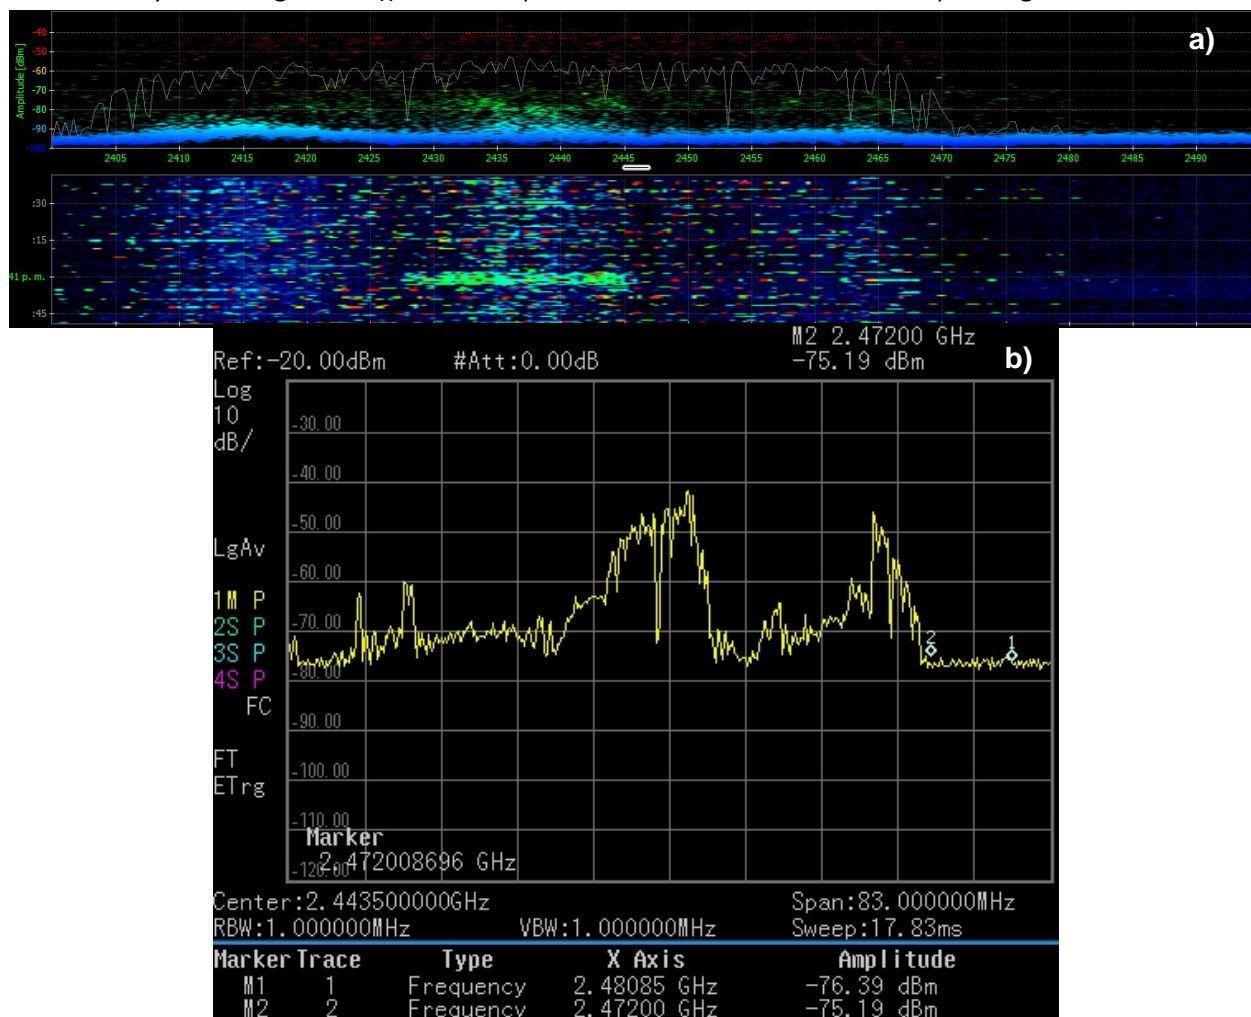 a)
Amplitude [dBm]
-40
-50
-60
-70
-80
-90
-100
2405 2410 2415 2420 2425 2430 2435 2440 2445 2450 2455 2460 2465 2470 2475 2480 2485 2490
:30
:15
41 p. m.
:45
M2 2.47200 GHz
Ref:-20.00dBm #Att:0.00dB -75.19 dBm b)
Log
10
dB/
-30.00
-40.00
-50.00
LgAv
-60.00
1M P
-70.00
2S P
2 1
3S P
-80.00
4S P
FC
-90.00
FT
-100.00
ETrg
-110.00
Marker
2.472008696 GHz
-120.00
Center:2.443500000GHz Span:83.000000MHz
RBW:1.000000MHz VBW:1.000000MHz Sweep:17.83ms
Marker Trace Type X Axis Amplitude
M1 1 Frequency 2.48085 GHz -76.39 dBm
M2 2 Frequency 2.47200 GHz -75.19 dBm